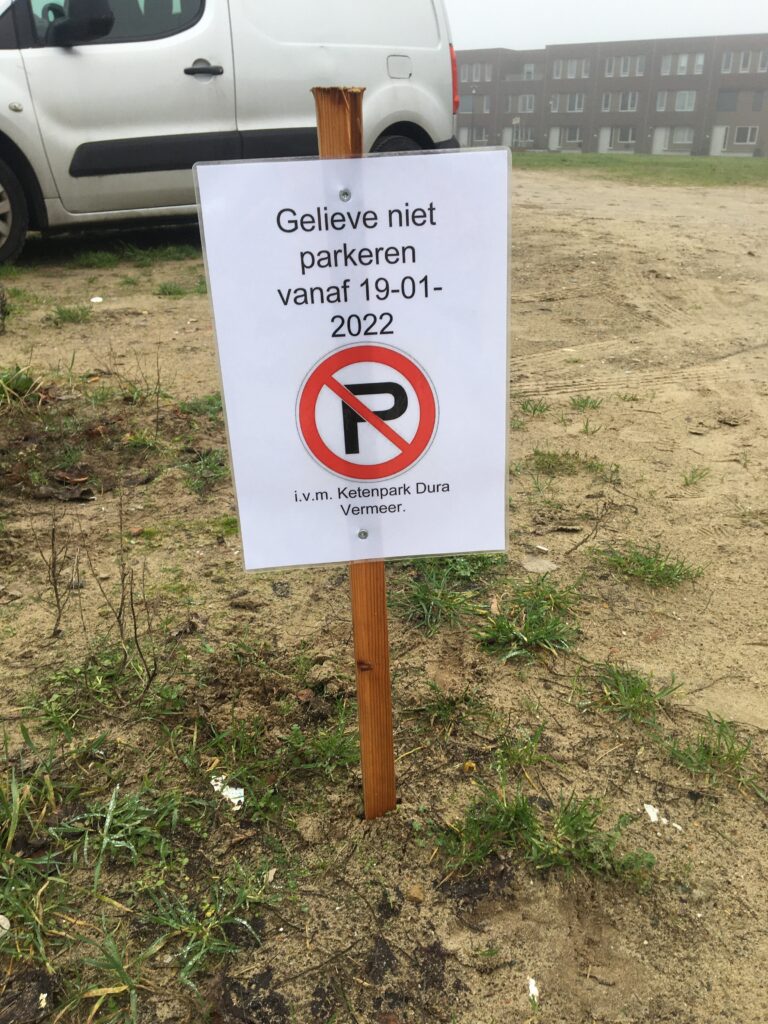 Gelieve niet
parkeren
vanaf 19-01-
2022
P
i.v.m. Ketenpark Dura
Vermeer.